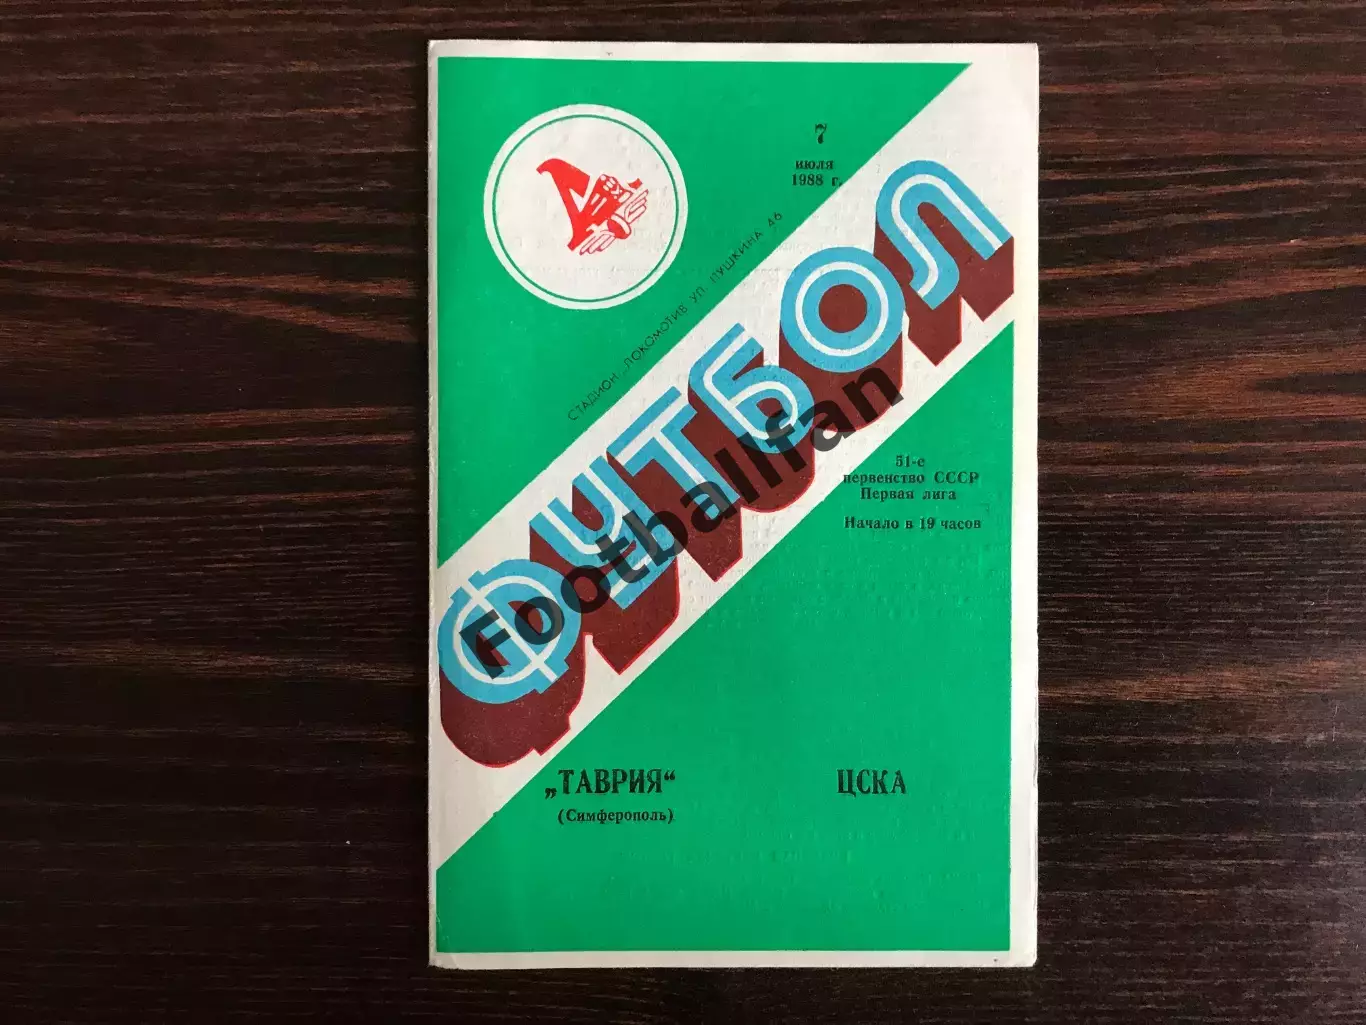 7
июля
1988 г.
СТАДИОН „ЛОКОМОТИВ УЛ. ПУШКИНА 46
ФУТБОЛ
Footballfan
51-е
первенство СССР
Первая лига
Начало в 19 часов
„ТАВРИЯ“ ЦСКА
(Симферополь)